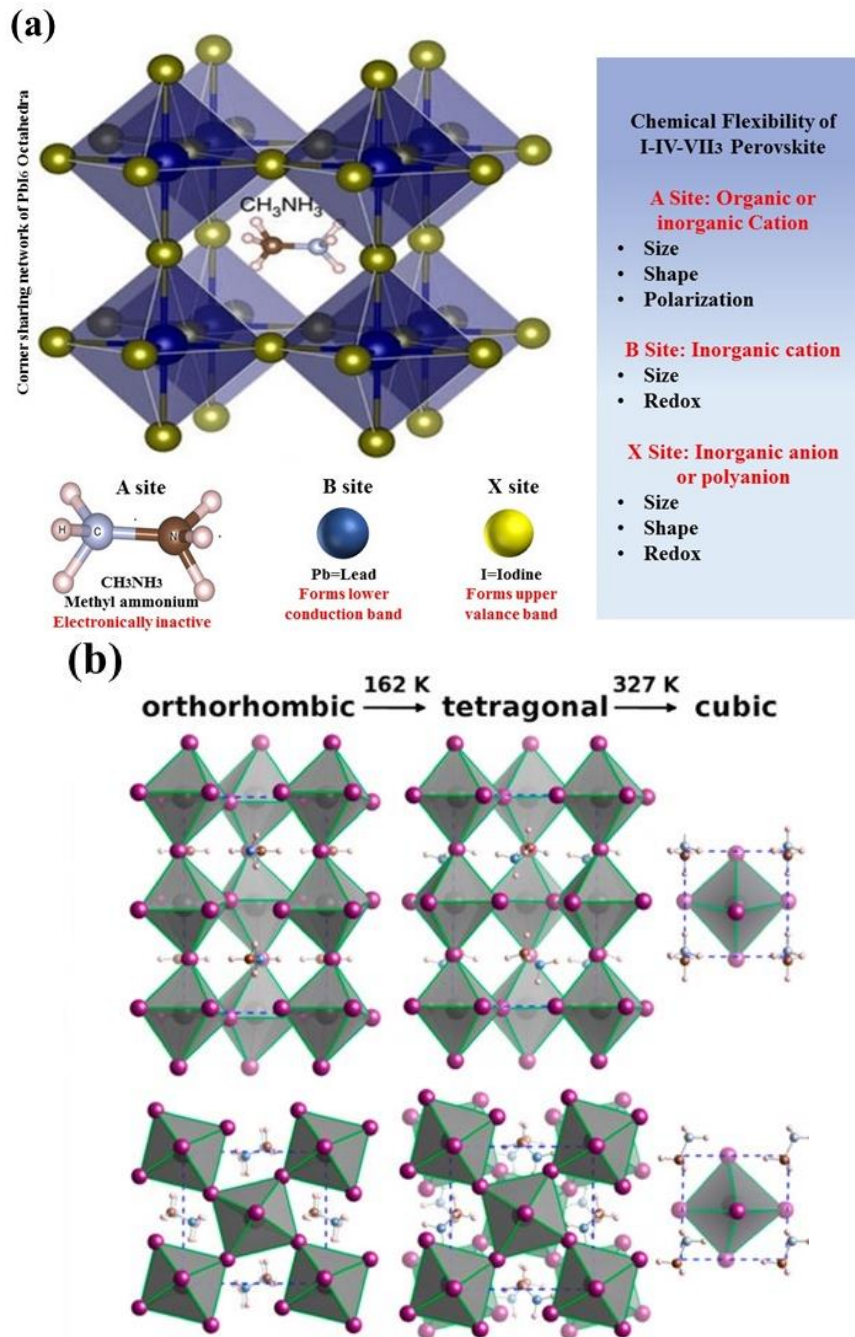 (a)
Corner sharing network of PbI6 Octahedra
CH3NH3
Chemical Flexibility of
I-IV-VII3 Perovskite
A Site: Organic or
inorganic Cation
• Size
• Shape
• Polarization
B Site: Inorganic cation
• Size
• Redox
X Site: Inorganic anion
or polyanion
• Size
• Shape
• Redox
A site
H C N
CH3NH3
Methyl ammonium
Electronically inactive
B site
Pb=Lead
Forms lower
conduction band
X site
I=Iodine
Forms upper
valance band
(b)
orthorhombic 162 K tetragonal 327 K cubic